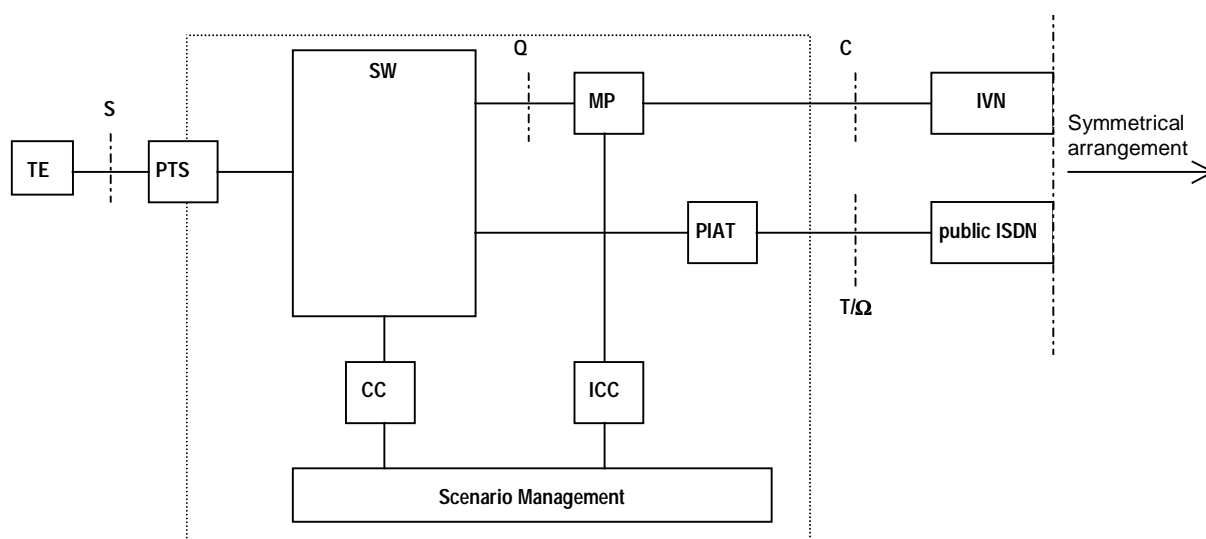 SW
Q
C
MP
IVN
S
Symmetrical
arrangement
TE
PTS
PIAT
public ISDN
T/Ω
CC
ICC
Scenario Management